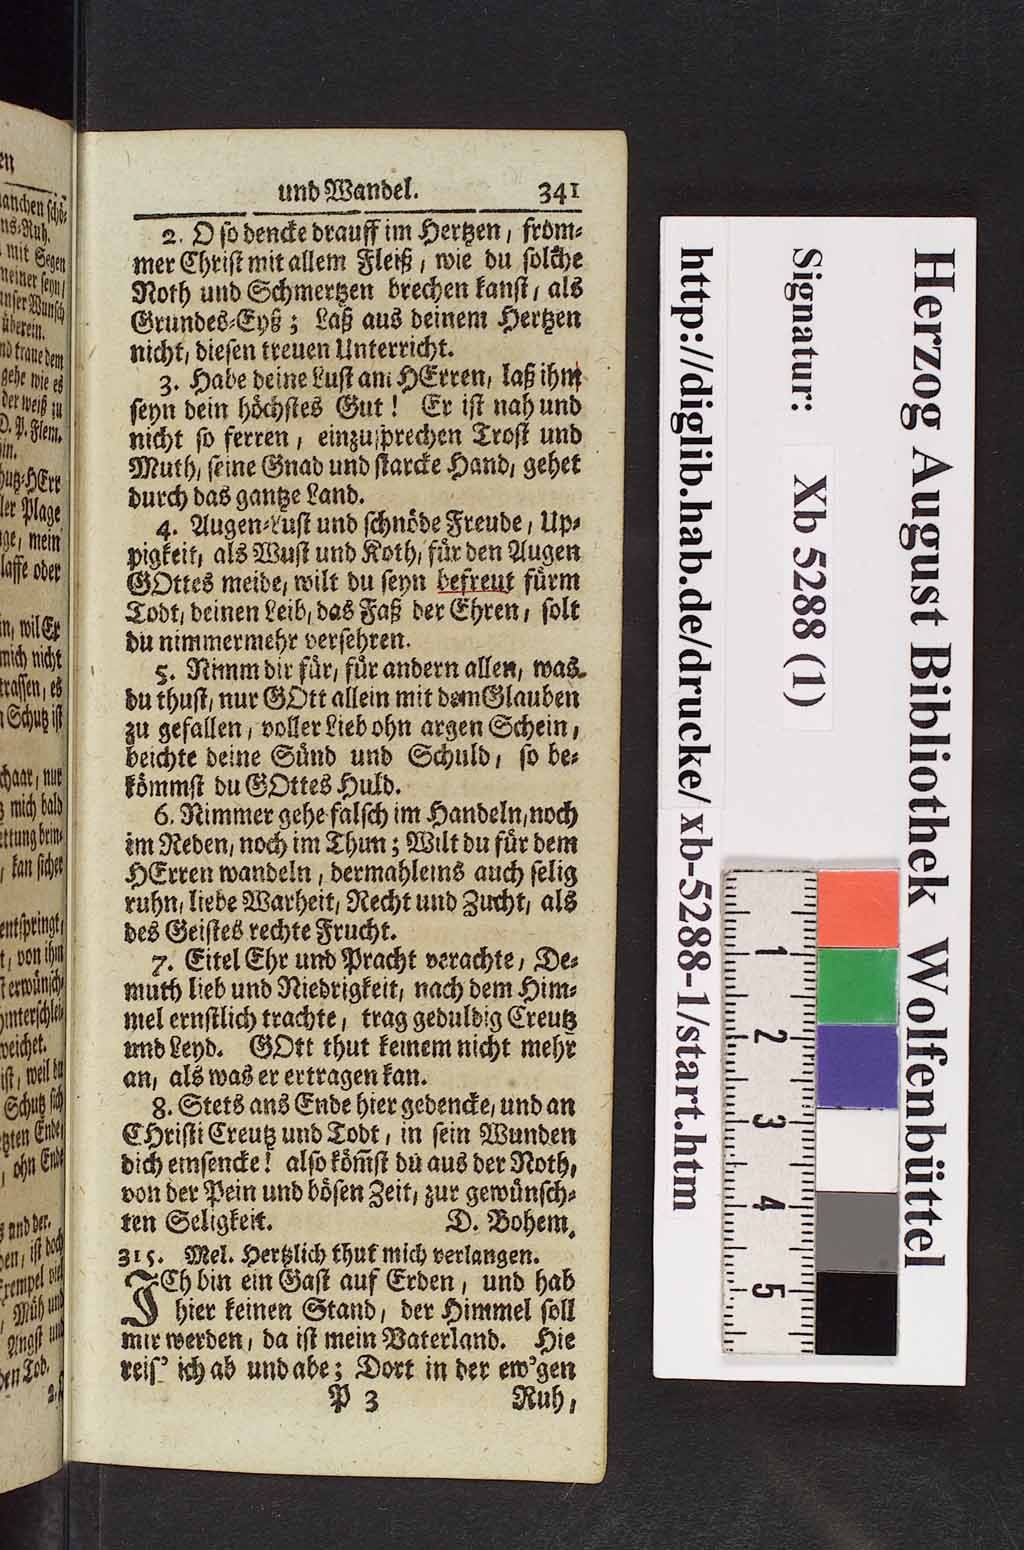 und Wandel. 341
2. O so dencke drauff im Hertzen, from-
mer Christ mit allem Fleiß, wie du solche
Noth und Schmertzen brechen kanst, als
Grundes-Eyß; Laß aus deinem Hertzen
nicht, diesen treuen Unterricht.
3. Habe deine Lust am HErren, laß ihm
seyn dein höchstes Gut! Er ist nah und
nicht so ferren, einzusprechen Trost und
Muth, seine Gnad und starcke Hand, gehet
durch das gantze Land.
4. Augen-Lust und schnöde Freude, Up-
pigkeit, als Wust und Koth, für den Augen
GOttes meide, wilt du seyn befreut fürm
Todt, deinen Leib, das Faß der Ehren, solt
du nimmermehr versehren.
5. Nimm dir für, für andern allen, was
du thust, nur GOtt allein mit dem Glauben
zu gefallen, voller Lieb ohn argen Schein,
beichte deine Sünd und Schuld, so be-
kömmst du GOttes Huld.
6. Nimmer gehe falsch im Handeln, noch
im Reden, noch im Thun; Wilt du für dem
HErren wandeln, dermahleins auch selig
ruhn, liebe Warheit, Recht und Zucht, als
des Geistes rechte Frucht.
7. Eitel Ehr und Pracht verachte, De-
muth lieb und Niedrigkeit, nach dem Him-
mel ernstlich trachte, trag geduldig Creutz
und Leyd. GOtt thut keinem nicht mehr
an, als was er ertragen kan.
8. Stets ans Ende hier gedencke, und an
CHristi Creutz und Todt, in sein Wunden
dich einsencke! also köm̃st du aus der Noth,
von der Pein und bösen Zeit, zur gewünsch-
ten Seligkeit. D. Bohem.
315. Mel. Hertzlich thut mich verlangen.
ICh bin ein Gast auf Erden, und hab
hier keinen Stand, der Himmel soll
mir werden, da ist mein Vaterland. Hie
reis' ich ab und abe; Dort in der ew'gen
P 3 Ruh,
Herzog August Bibliothek Wolfenbüttel
Signatur: Xb 5288 (1)
http://diglib.hab.de/drucke/xb-5288-1/start.htm
1
2
3
4
5